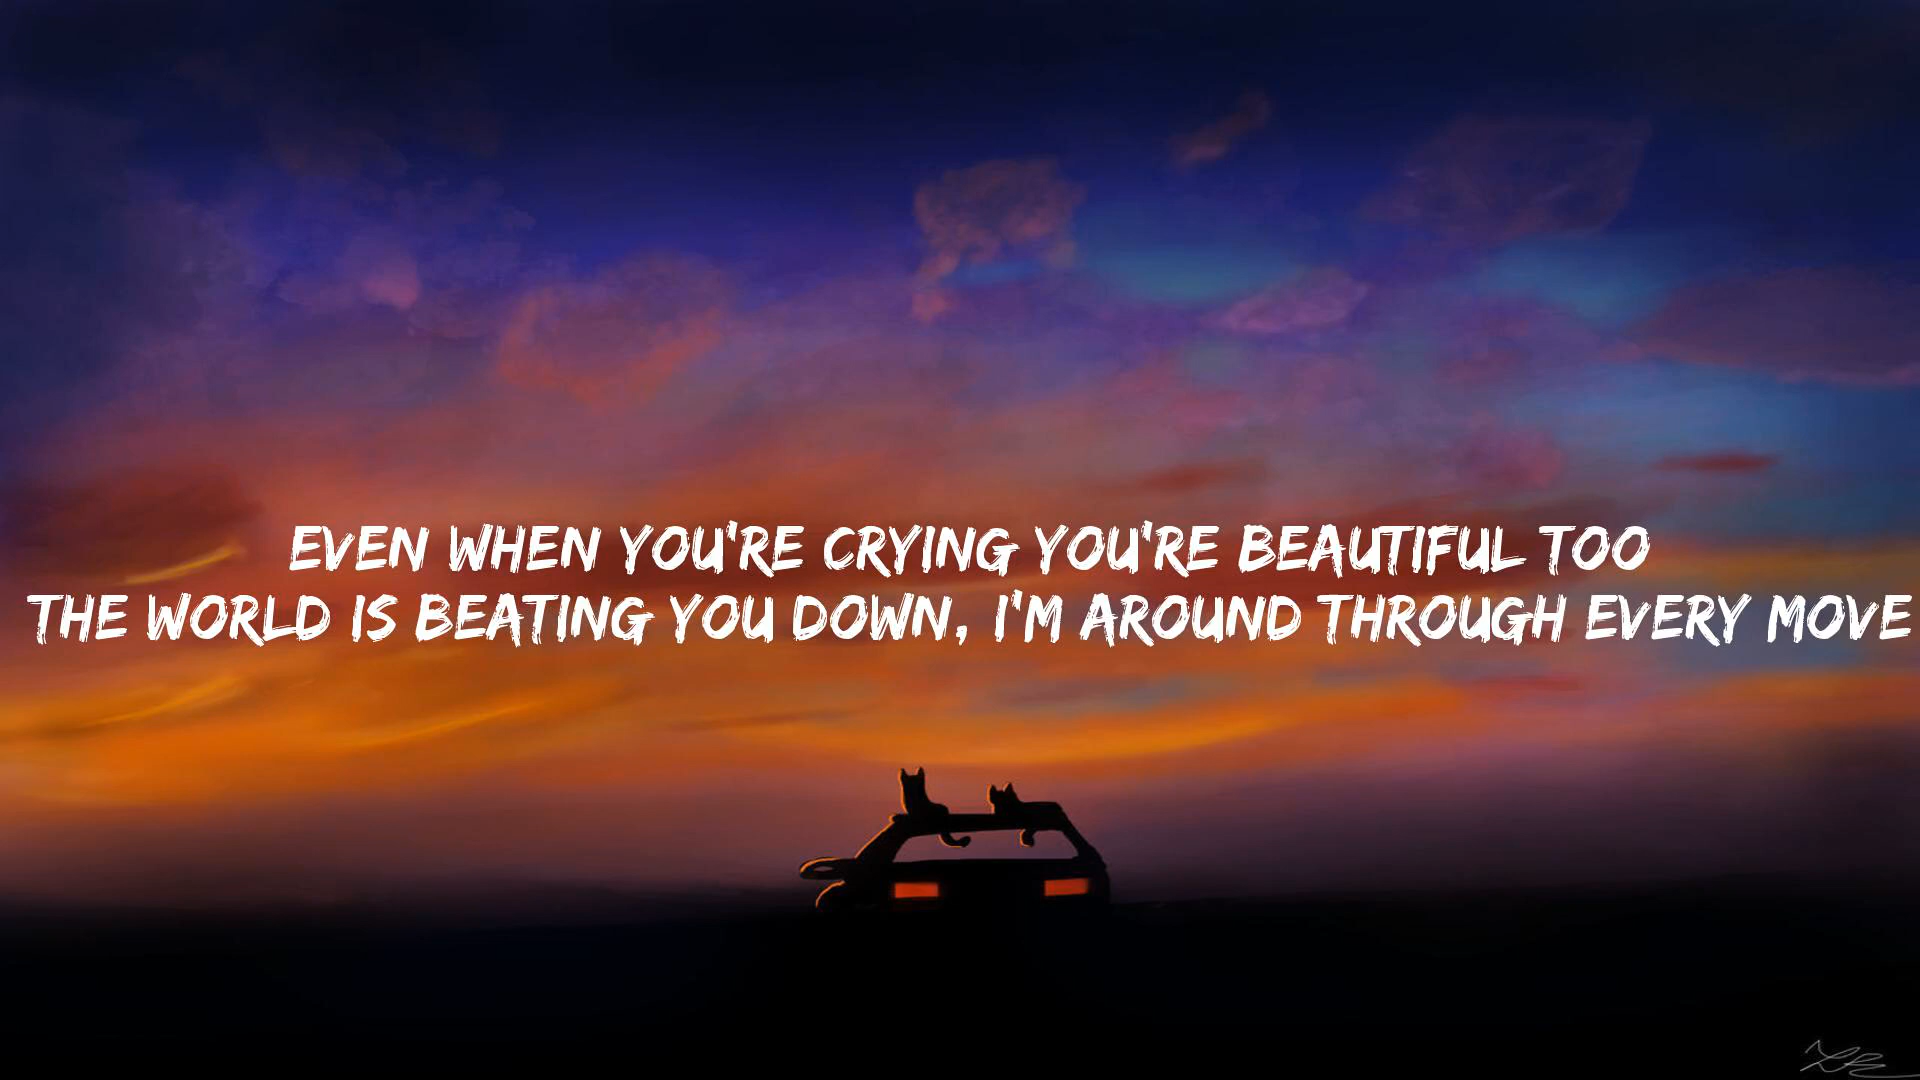 EVEN WHEN YOU'RE CRYING YOU'RE BEAUTIFUL TOO
THE WORLD IS BEATING YOU DOWN, I'M AROUND THROUGH EVERY MOVE